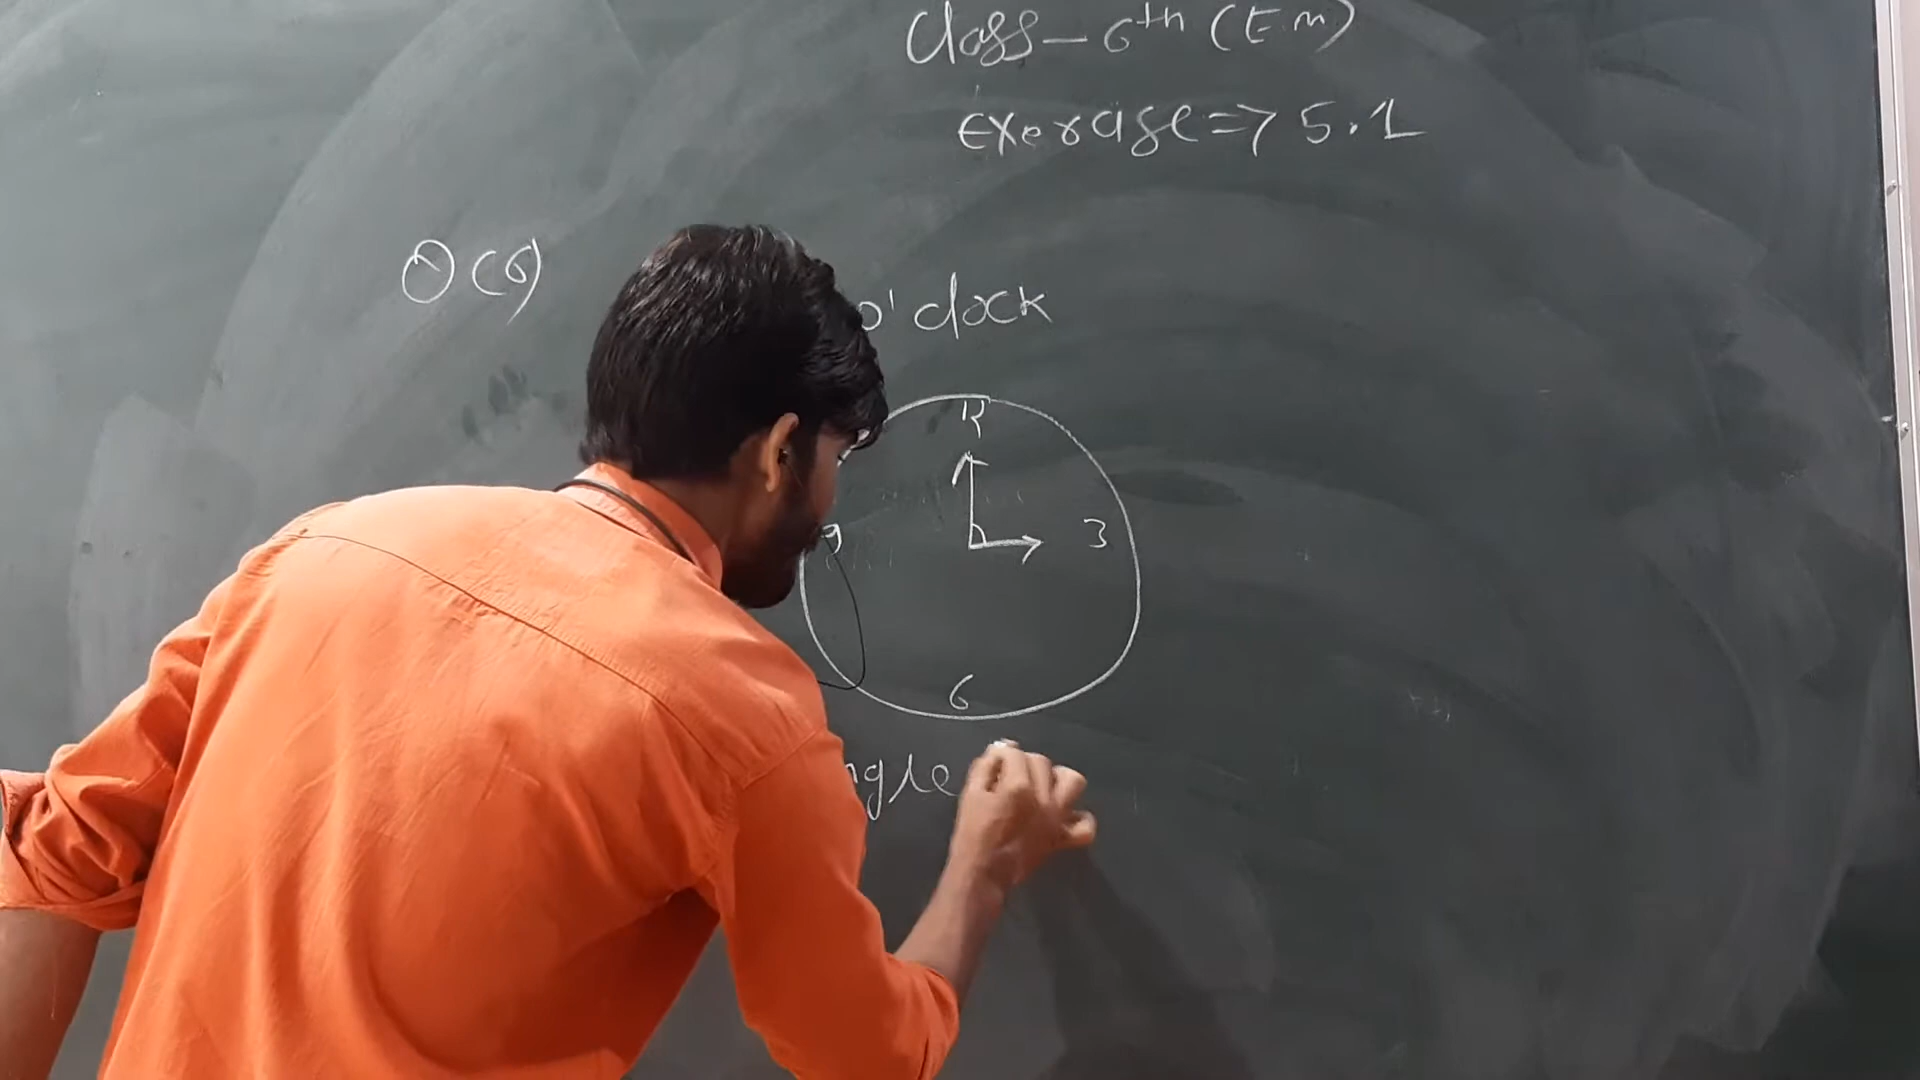 Class - 6th (E.m)
Exercise => 5.1
o'clock
12
9 3
6
ngle